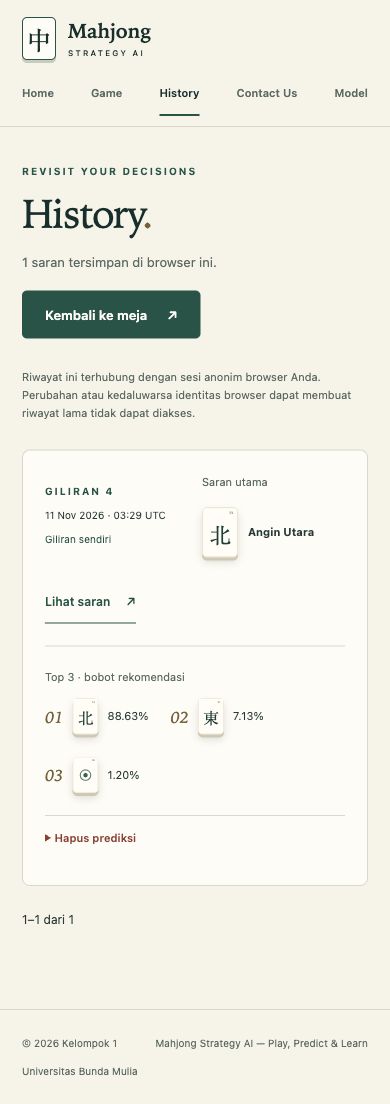 中
Mahjong
STRATEGY AI
Home Game History Contact Us Model
REVISIT YOUR DECISIONS
History.
1 saran tersimpan di browser ini.
Kembali ke meja ↗
Riwayat ini terhubung dengan sesi anonim browser Anda.
Perubahan atau kedaluwarsa identitas browser dapat membuat
riwayat lama tidak dapat diakses.
GILIRAN 4
11 Nov 2026 · 03:29 UTC
Giliran sendiri
Saran utama
北 Angin Utara
Lihat saran ↗
Top 3 · bobot rekomendasi
01 北 88.63% 02 東 7.13%
03 1.20%
Hapus prediksi
1–1 dari 1
© 2026 Kelompok 1
Mahjong Strategy AI — Play, Predict & Learn
Universitas Bunda Mulia